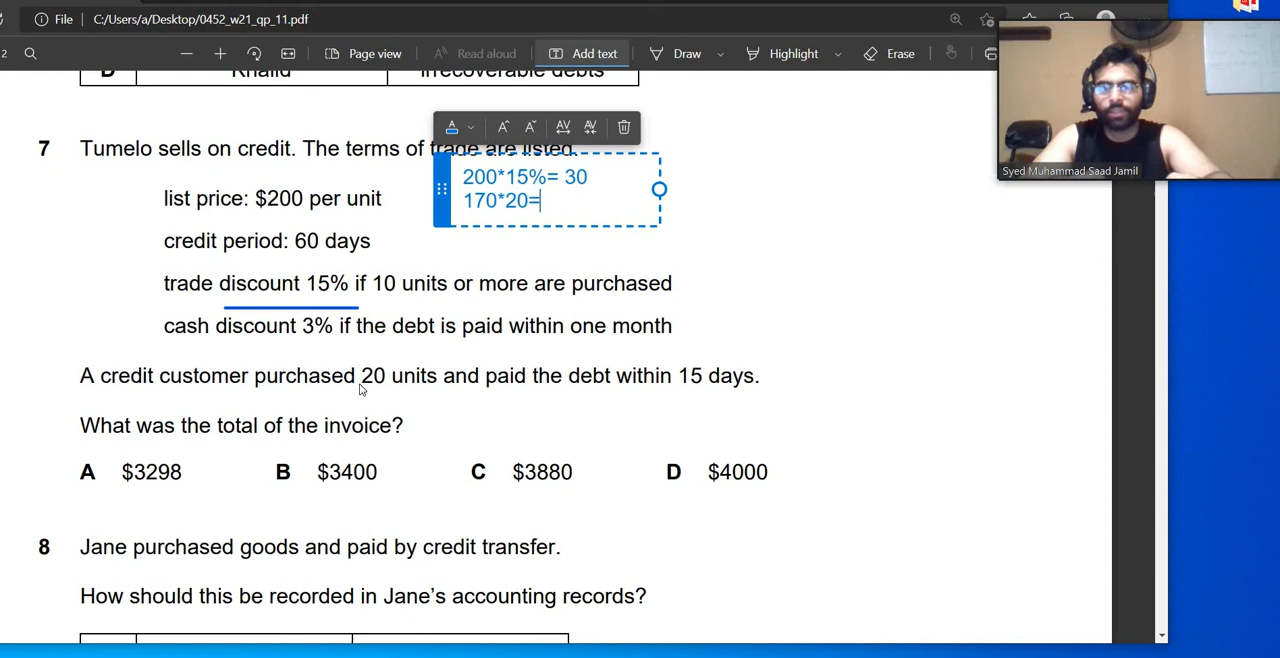 File C:/Users/a/Desktop/0452_w21_qp_11.pdf
2 Page view Read aloud Add text Draw Highlight Erase
D Khalid irrecoverable debts
7 Tumelo sells on credit. The terms of trade are listed.
200*15%= 30
list price: $200 per unit
170*20=
credit period: 60 days
trade discount 15% if 10 units or more are purchased
cash discount 3% if the debt is paid within one month
A credit customer purchased 20 units and paid the debt within 15 days.
What was the total of the invoice?
A $3298 B $3400 C $3880 D $4000
8 Jane purchased goods and paid by credit transfer.
How should this be recorded in Jane's accounting records?
Syed Muhammad Saad Jamil